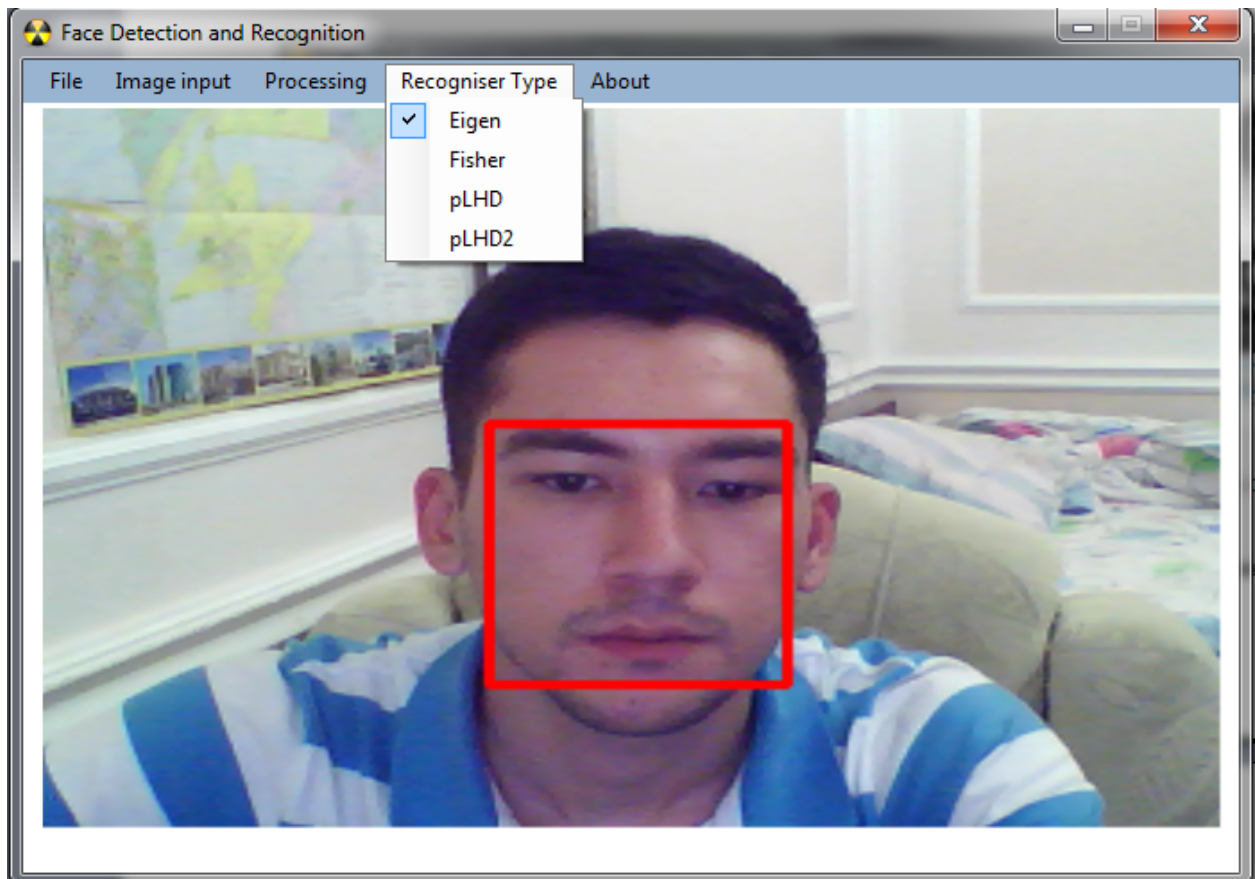 Face Detection and Recognition
File Image input Processing Recogniser Type About
Eigen
Fisher
pLHD
pLHD2